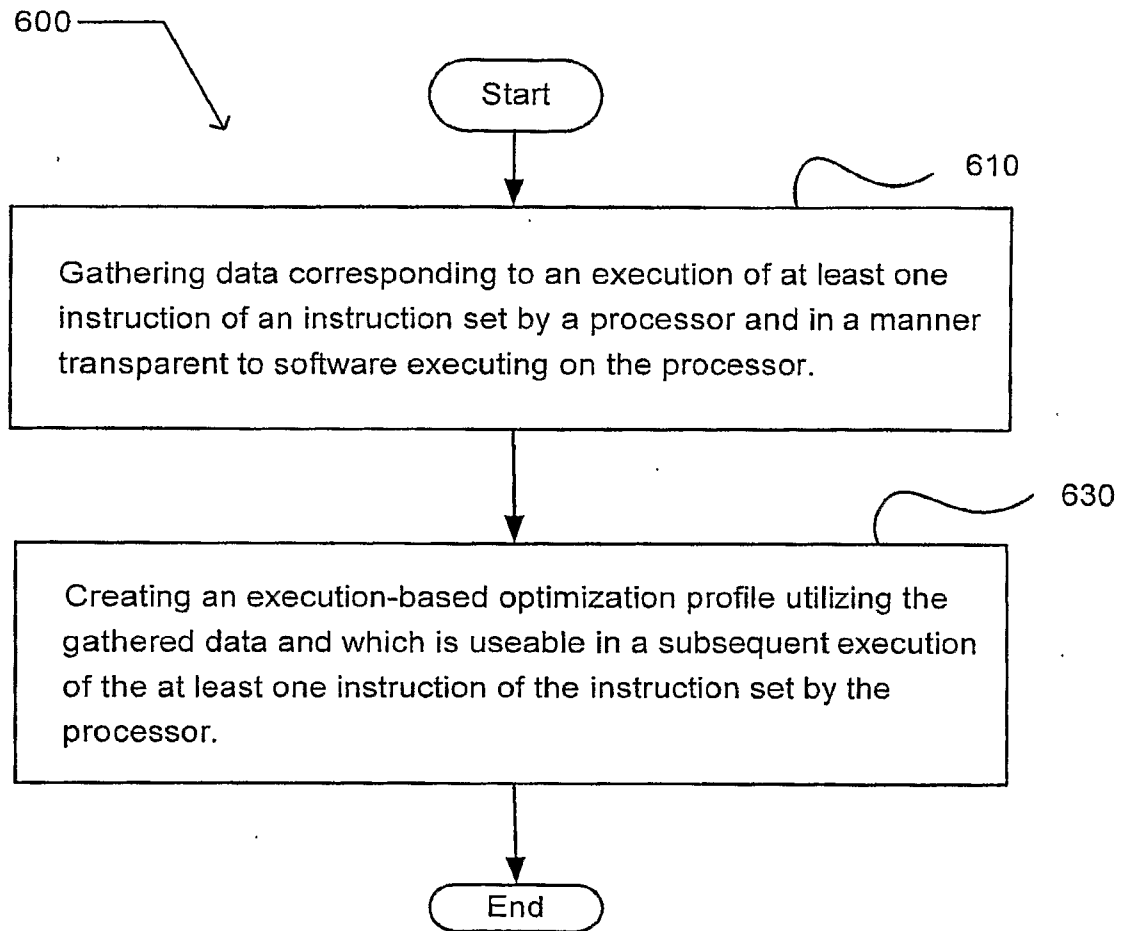 600
Start
610
Gathering data corresponding to an execution of at least one
instruction of an instruction set by a processor and in a manner
transparent to software executing on the processor.
630
Creating an execution-based optimization profile utilizing the
gathered data and which is useable in a subsequent execution
of the at least one instruction of the instruction set by the
processor.
End